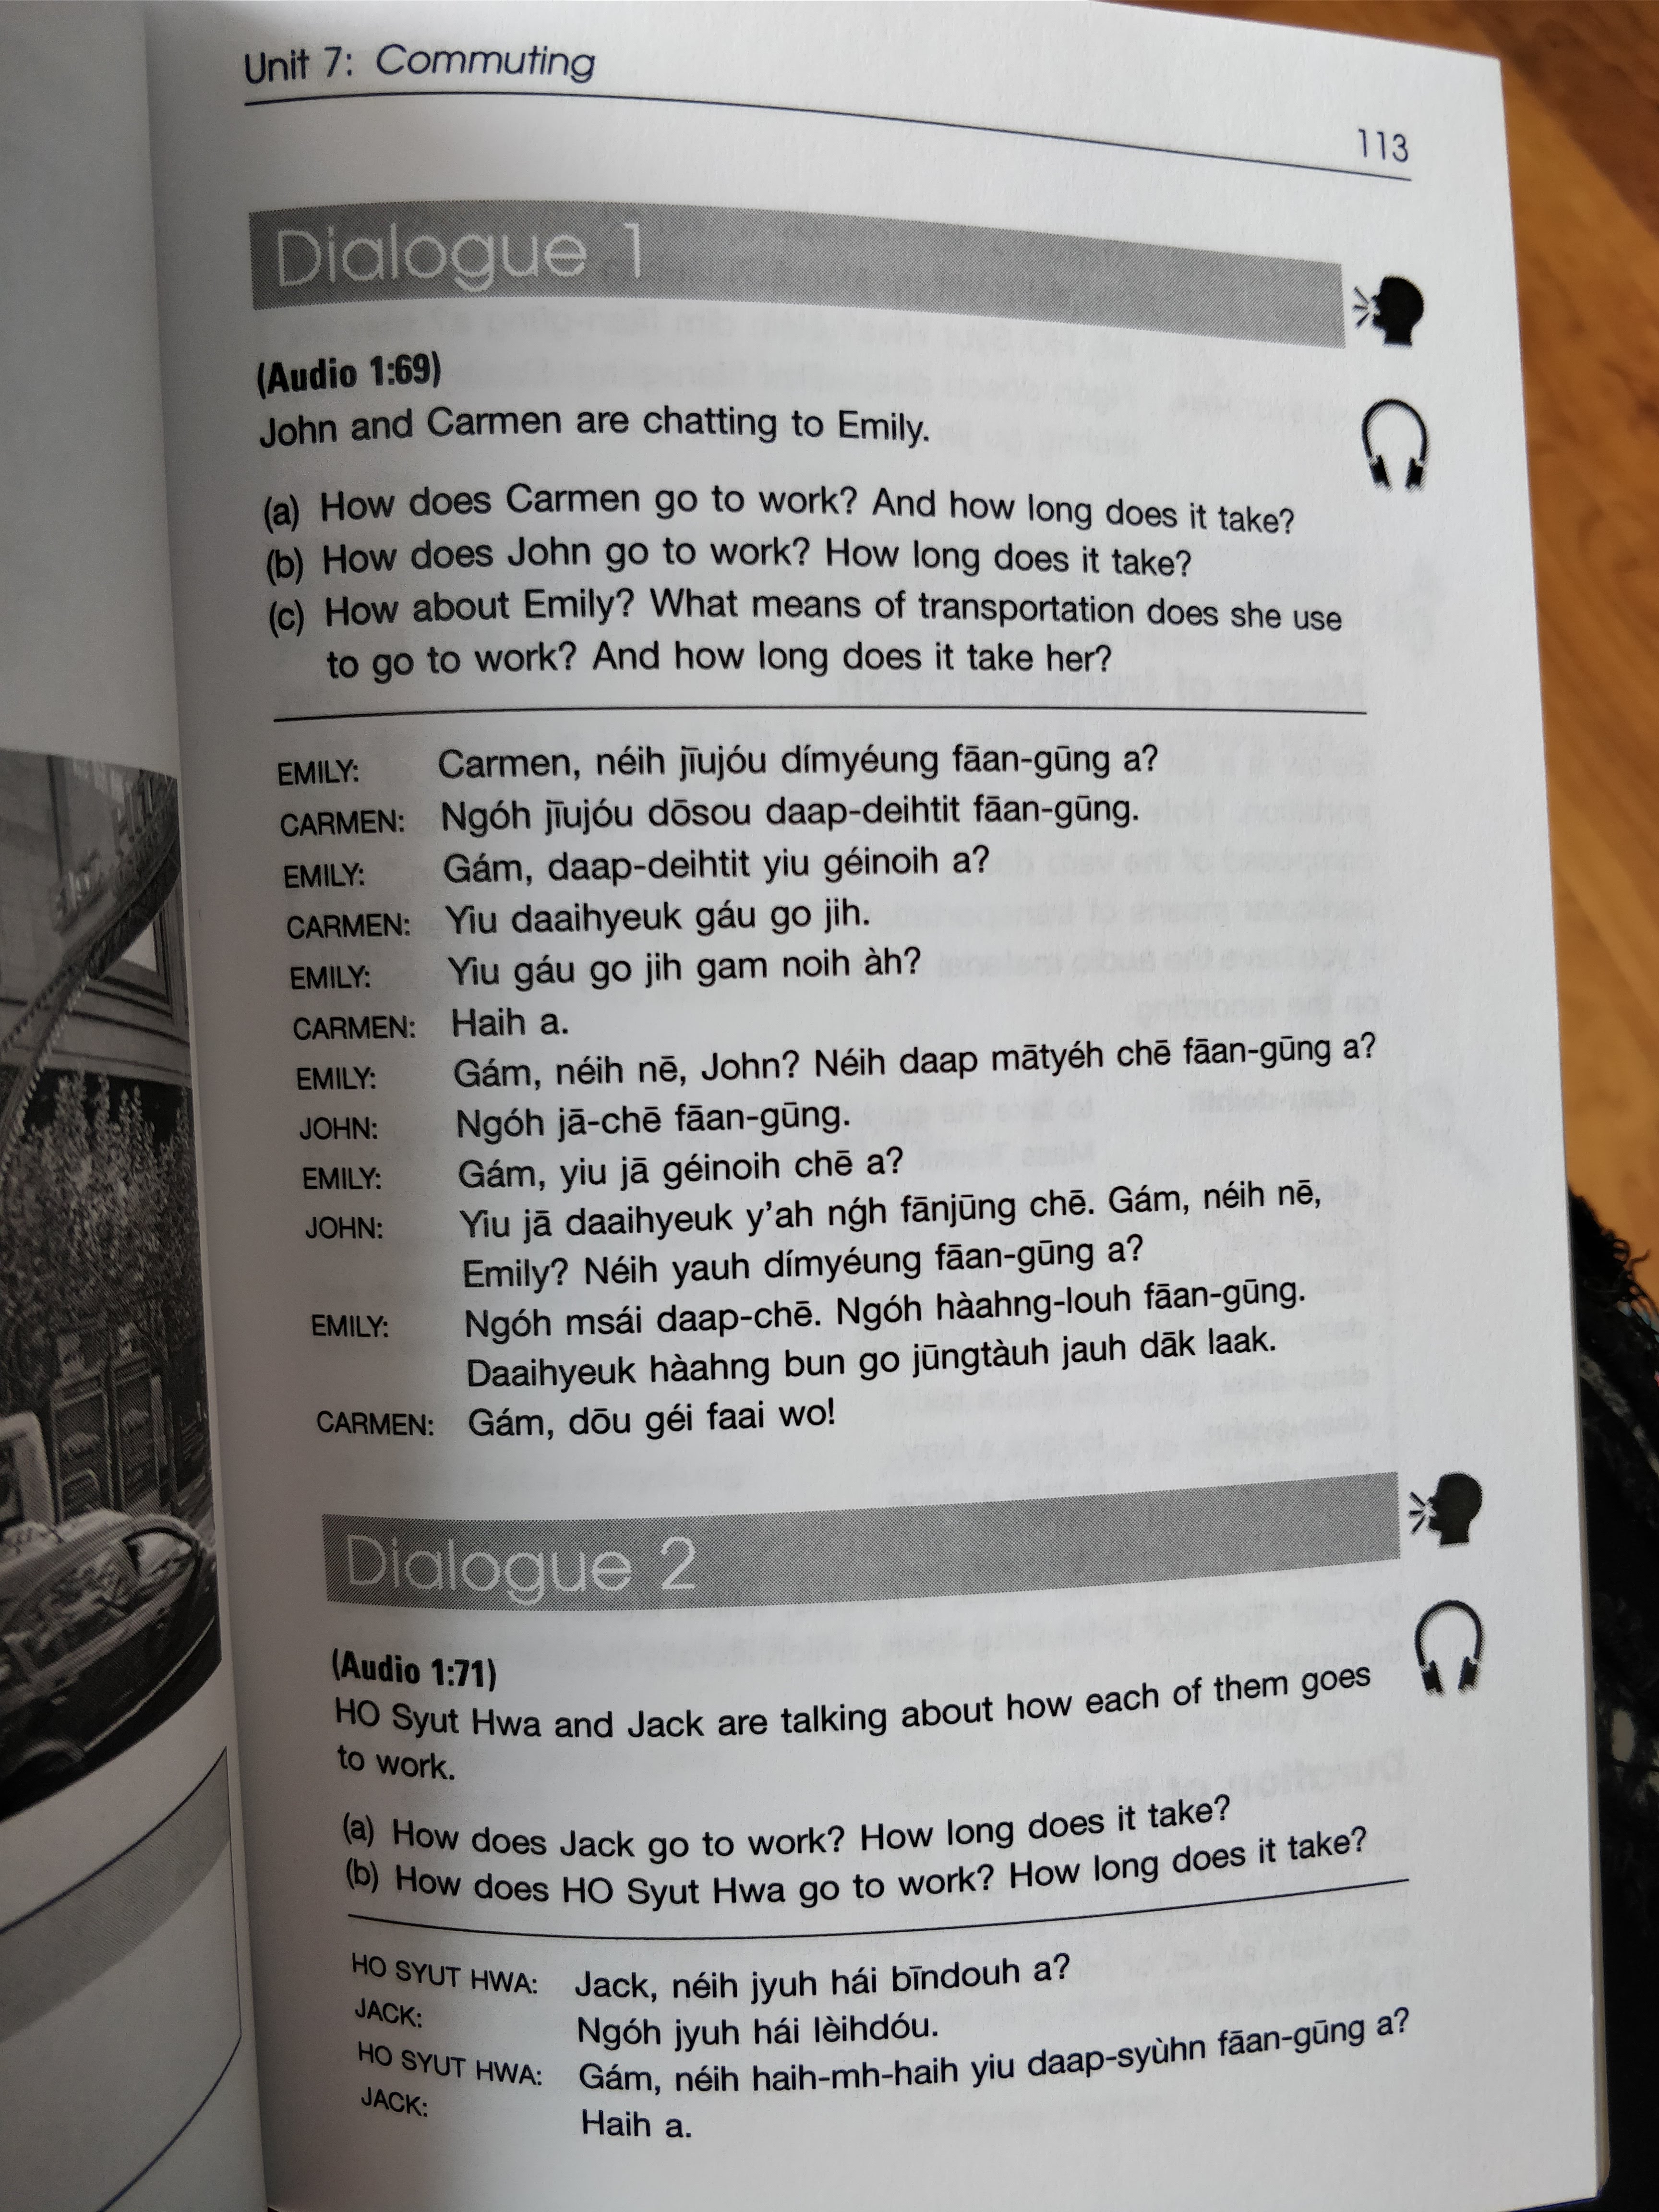 Unit 7: Commuting
113
Dialogue 1
(Audio 1:69)
John and Carmen are chatting to Emily.
(a) How does Carmen go to work? And how long does it take?
(b) How does John go to work? How long does it take?
(c) How about Emily? What means of transportation does she use
to go to work? And how long does it take her?
EMILY: Carmen, néih jīujóu dímyéung fāan-gūng a?
CARMEN: Ngóh jīujóu dōsou daap-deihtit fāan-gūng.
EMILY: Gám, daap-deihtit yiu géinoih a?
CARMEN: Yiu daaihyeuk gáu go jih.
EMILY: Yiu gáu go jih gam noih àh?
CARMEN: Haih a.
EMILY: Gám, néih nē, John? Néih daap mātyéh chē fāan-gūng a?
JOHN: Ngóh jā-chē fāan-gūng.
EMILY: Gám, yiu jā géinoih chē a?
JOHN: Yiu jā daaihyeuk y'ah nǵh fānjūng chē. Gám, néih nē,
Emily? Néih yauh dímyéung fāan-gūng a?
EMILY: Ngóh msái daap-chē. Ngóh hàahng-louh fāan-gūng.
Daaihyeuk hàahng bun go jūngtàuh jauh dāk laak.
CARMEN: Gám, dōu géi faai wo!
Dialogue 2
(Audio 1:71)
HO Syut Hwa and Jack are talking about how each of them goes
to work.
(a) How does Jack go to work? How long does it take?
(b) How does HO Syut Hwa go to work? How long does it take?
HO SYUT HWA: Jack, néih jyuh hái bīndouh a?
JACK: Ngóh jyuh hái lèihdóu.
HO SYUT HWA: Gám, néih haih-mh-haih yiu daap-syùhn fāan-gūng a?
JACK: Haih a.